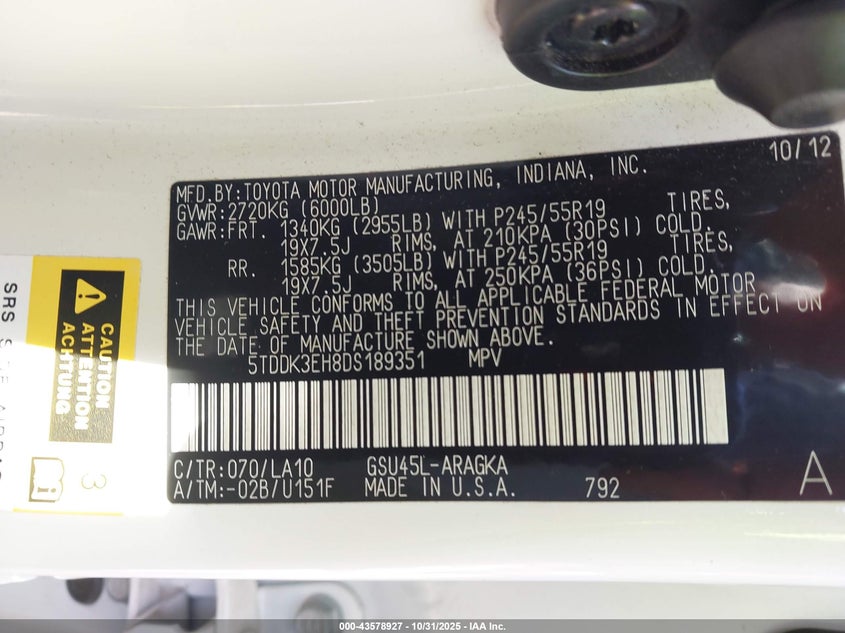 10/12
MFD.BY:TOYOTA MOTOR MANUFACTURING, INDIANA, INC.
GVWR:2720KG (6000LB)
GAWR:FRT. 1340KG (2955LB) WITH P245/55R19 TIRES,
19X7.5J RIMS, AT 210KPA (30PSI) COLD.
RR. 1585KG (3505LB) WITH P245/55R19 TIRES,
19X7.5J RIMS, AT 250KPA (36PSI) COLD.
THIS VEHICLE CONFORMS TO ALL APPLICABLE FEDERAL MOTOR
VEHICLE SAFETY AND THEFT PREVENTION STANDARDS IN EFFECT ON
THE DATE OF MANUFACTURE SHOWN ABOVE.
5TDDK3EH8DS189351 MPV
C/TR:070/LA10 GSU45L-ARAGKA
A/TM:-02B/U151F MADE IN U.S.A. 792 A
CAUTION
ATTENTION
ACHTUNG
3
SRS
000-43578927 - 10/31/2025 - IAA Inc.